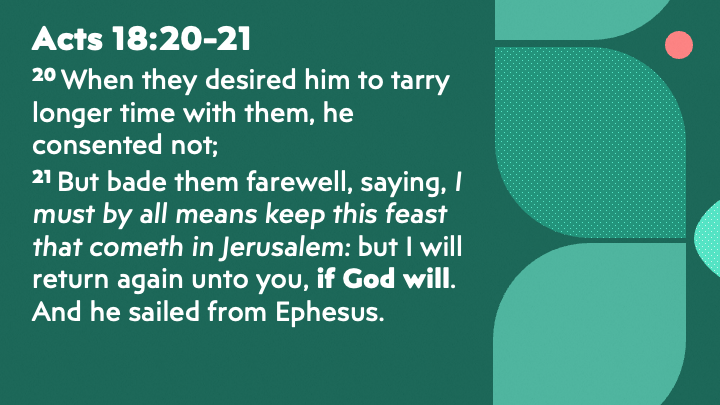 Acts 18:20-21
20 When they desired him to tarry
longer time with them, he
consented not;
21 But bade them farewell, saying, I
must by all means keep this feast
that cometh in Jerusalem: but I will
return again unto you, if God will.
And he sailed from Ephesus.